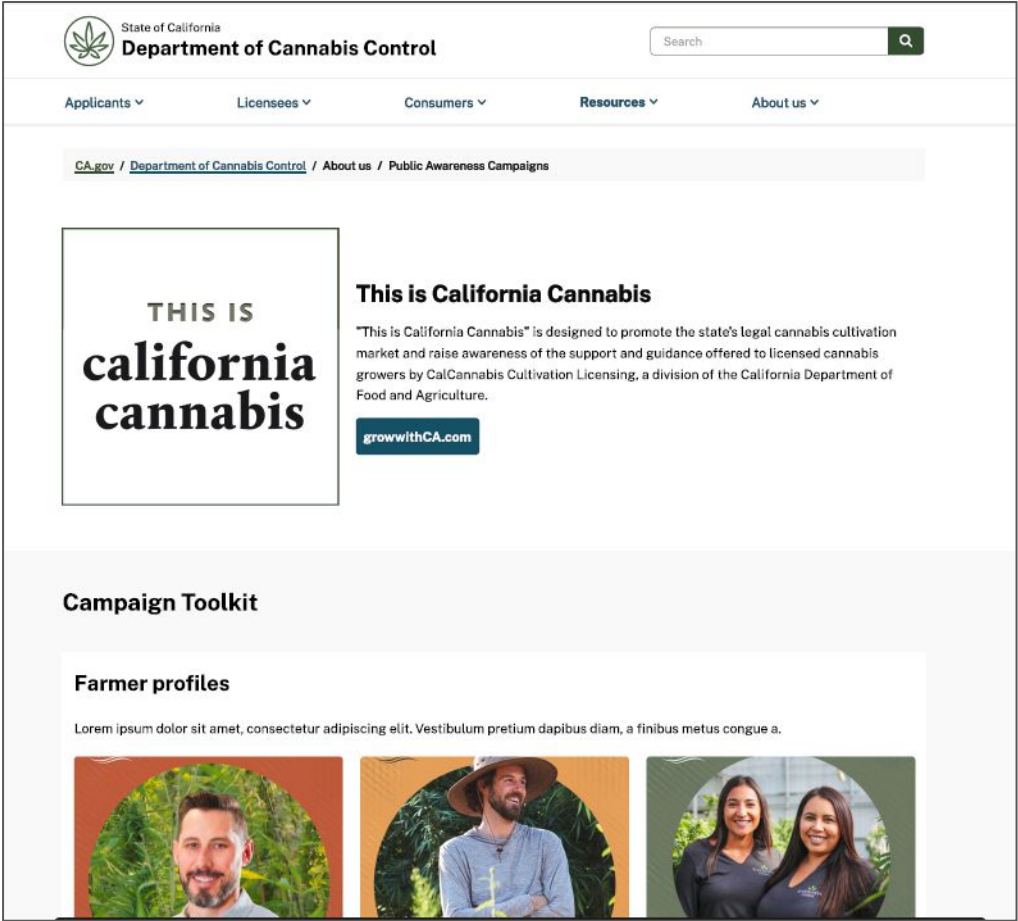 State of California
Department of Cannabis Control
Search
Applicants
Licensees
Consumers
Resources
About us
CA.gov / Department of Cannabis Control / About us / Public Awareness Campaigns
THIS IS
california
cannabis
This is California Cannabis
"This is California Cannabis" is designed to promote the state's legal cannabis cultivation
market and raise awareness of the support and guidance offered to licensed cannabis
growers by CalCannabis Cultivation Licensing, a division of the California Department of
Food and Agriculture.
growwithCA.com
Campaign Toolkit
Farmer profiles
Lorem ipsum dolor sit amet, consectetur adipiscing elit. Vestibulum pretium dapibus diam, a finibus metus congue a.